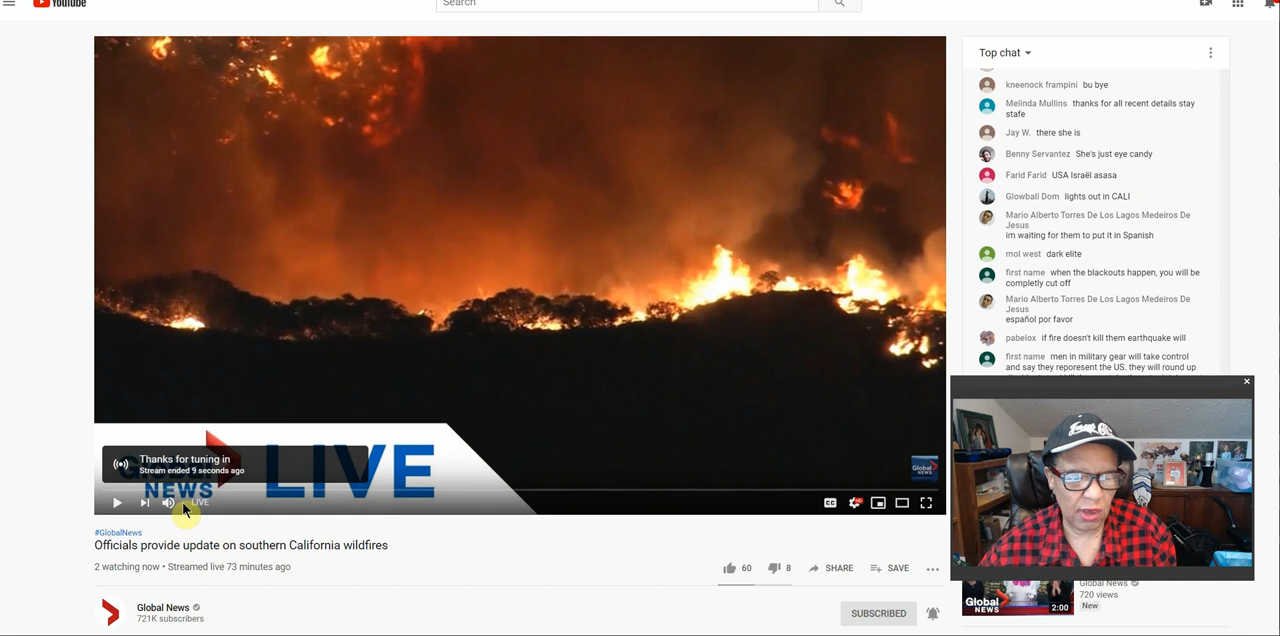 YouTube
Search
Top chat
kneenock frampini bu bye
Melinda Mullins thanks for all recent details stay
stafe
Jay W. there she is
Benny Servantez She's just eye candy
Farid Farid USA Israël asasa
Glowball Dom lights out in CALI
Mario Alberto Torres De Los Lagos Medeiros De
Jesus
im waiting for them to put it in Spanish
mol west dark elite
first name when the blackouts happen, you will be
completly cut off
Mario Alberto Torres De Los Lagos Medeiros De
Jesus
español por favor
pabelox if fire doesn't kill them earthquake will
first name men in military gear will take control
and say they reporesent the US. they will round up
Thanks for tuning in
Stream ended 9 seconds ago
Global
NEWS
LIVE
LIVE
Global
NEWS
CC
HD
#GlobalNews
Officials provide update on southern California wildfires
2 watching now • Streamed live 73 minutes ago
60
8
SHARE
SAVE
Global News
721K subscribers
SUBSCRIBED
Global News
720 views
New
Global
NEWS
2:00